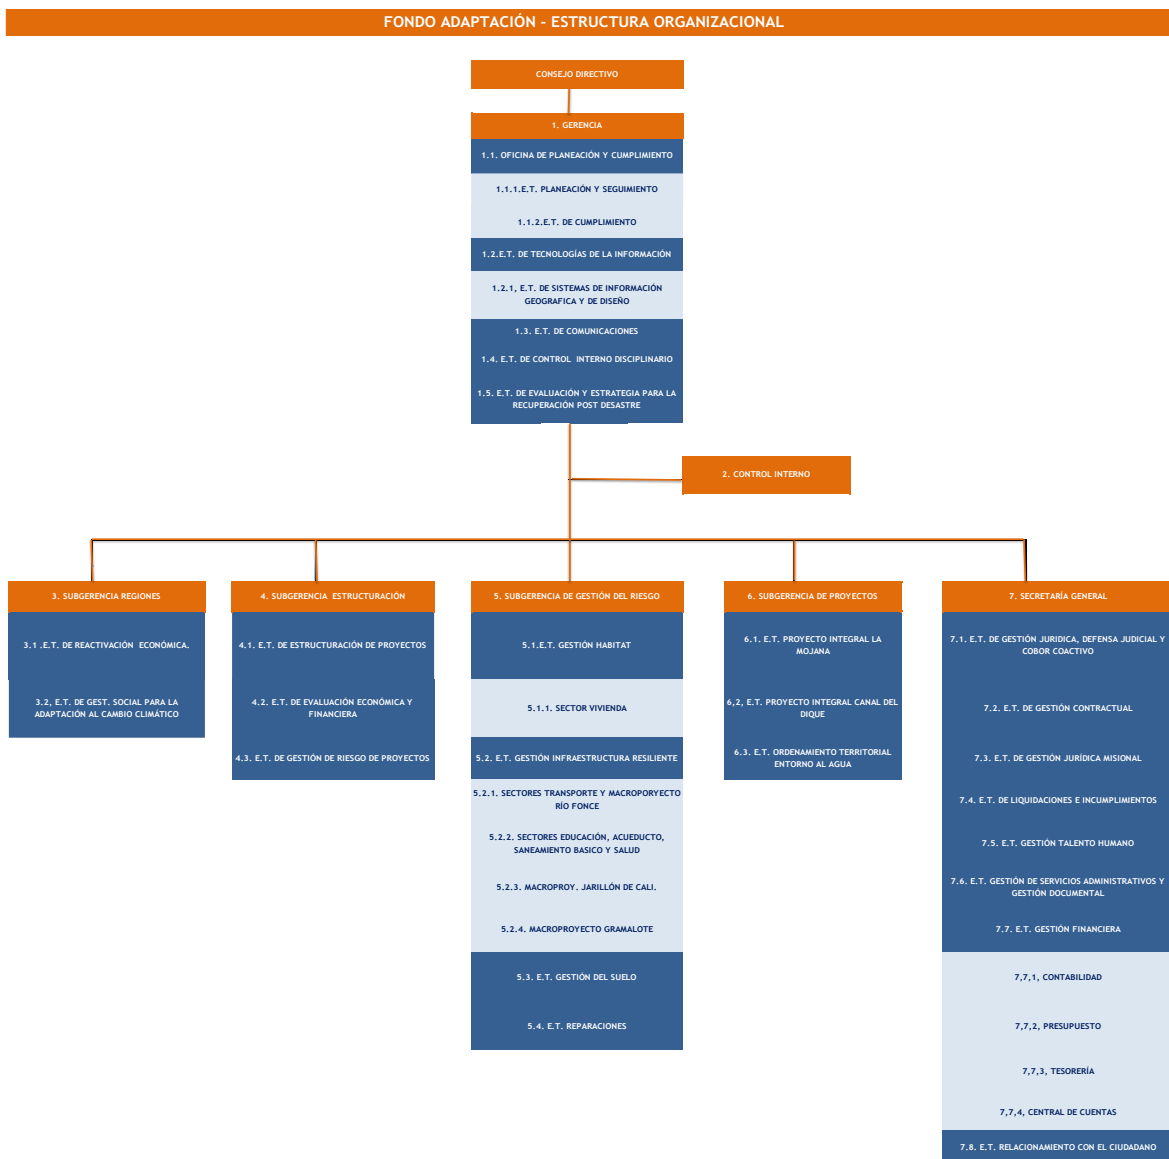 FONDO ADAPTACIÓN - ESTRUCTURA ORGANIZACIONAL
CONSEJO DIRECTIVO
1. GERENCIA
1.1. OFICINA DE PLANEACIÓN Y CUMPLIMIENTO
1.1.1.E.T. PLANEACIÓN Y SEGUIMIENTO
1.1.2.E.T. DE CUMPLIMIENTO
1.2.E.T. DE TECNOLOGÍAS DE LA INFORMACIÓN
1.2.1, E.T. DE SISTEMAS DE INFORMACIÓN
GEOGRAFICA Y DE DISEÑO
1.3. E.T. DE COMUNICACIONES
1.4. E.T. DE CONTROL INTERNO DISCIPLINARIO
1.5. E.T. DE EVALUACIÓN Y ESTRATEGIA PARA LA
RECUPERACIÓN POST DESASTRE
2. CONTROL INTERNO
3. SUBGERENCIA REGIONES
3.1 .E.T. DE REACTIVACIÓN ECONÓMICA.
3.2, E.T. DE GEST. SOCIAL PARA LA
ADAPTACIÓN AL CAMBIO CLIMÁTICO
4. SUBGERENCIA ESTRUCTURACIÓN
4.1. E.T. DE ESTRUCTURACIÓN DE PROYECTOS
4.2. E.T. DE EVALUACIÓN ECONÓMICA Y
FINANCIERA
4.3. E.T. DE GESTIÓN DE RIESGO DE PROYECTOS
5. SUBGERENCIA DE GESTIÓN DEL RIESGO
5.1.E.T. GESTIÓN HABITAT
5.1.1. SECTOR VIVIENDA
5.2. E.T. GESTIÓN INFRAESTRUCTURA RESILIENTE
5.2.1. SECTORES TRANSPORTE Y MACROPORYECTO
RÍO FONCE
5.2.2. SECTORES EDUCACIÓN, ACUEDUCTO,
SANEAMIENTO BASICO Y SALUD
5.2.3. MACROPROY. JARILLÓN DE CALI.
5.2.4. MACROPROYECTO GRAMALOTE
5.3. E.T. GESTIÓN DEL SUELO
5.4. E.T. REPARACIONES
6. SUBGERENCIA DE PROYECTOS
6.1. E.T. PROYECTO INTEGRAL LA
MOJANA
6,2, E.T. PROYECTO INTEGRAL CANAL DEL
DIQUE
6.3. E.T. ORDENAMIENTO TERRITORIAL
ENTORNO AL AGUA
7. SECRETARÍA GENERAL
7.1. E.T. DE GESTIÓN JURIDICA, DEFENSA JUDICIAL Y
COBOR COACTIVO
7.2. E.T. DE GESTIÓN CONTRACTUAL
7.3. E.T. DE GESTIÓN JURÍDICA MISIONAL
7.4. E.T. DE LIQUIDACIONES E INCUMPLIMIENTOS
7.5. E.T. GESTIÓN TALENTO HUMANO
7.6. E.T. GESTIÓN DE SERVICIOS ADMINISTRATIVOS Y
GESTIÓN DOCUMENTAL
7.7. E.T. GESTIÓN FINANCIERA
7,7,1, CONTABILIDAD
7,7,2, PRESUPUESTO
7,7,3, TESORERÍA
7,7,4, CENTRAL DE CUENTAS
7.8. E.T. RELACIONAMIENTO CON EL CIUDADANO